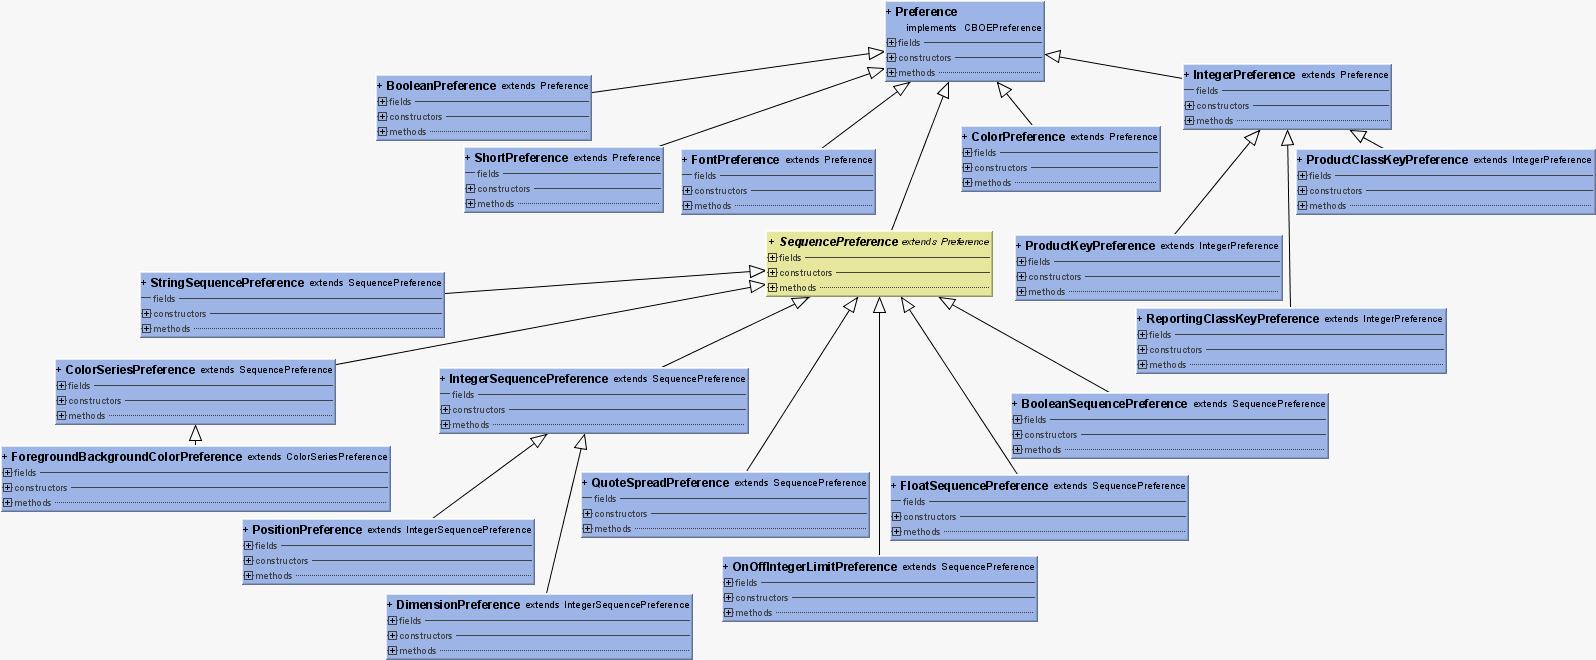 + Preference
implements CBOEPreference
fields
constructors
methods
+ BooleanPreference extends Preference
fields
constructors
methods
+ IntegerPreference extends Preference
fields
constructors
methods
+ ColorPreference extends Preference
fields
constructors
methods
+ ShortPreference extends Preference
fields
constructors
methods
+ FontPreference extends Preference
fields
constructors
methods
+ ProductClassKeyPreference extends IntegerPreference
fields
constructors
methods
+ SequencePreference extends Preference
fields
constructors
methods
+ ProductKeyPreference extends IntegerPreference
fields
constructors
methods
+ StringSequencePreference extends SequencePreference
fields
constructors
methods
+ ReportingClassKeyPreference extends IntegerPreference
fields
constructors
methods
+ ColorSeriesPreference extends SequencePreference
fields
constructors
methods
+ IntegerSequencePreference extends SequencePreference
fields
constructors
methods
+ BooleanSequencePreference extends SequencePreference
fields
constructors
methods
+ ForegroundBackgroundColorPreference extends ColorSeriesPreference
fields
constructors
methods
+ QuoteSpreadPreference extends SequencePreference
fields
constructors
methods
+ FloatSequencePreference extends SequencePreference
fields
constructors
methods
+ PositionPreference extends IntegerSequencePreference
fields
constructors
methods
+ OnOffIntegerLimitPreference extends SequencePreference
fields
constructors
methods
+ DimensionPreference extends IntegerSequencePreference
fields
constructors
methods